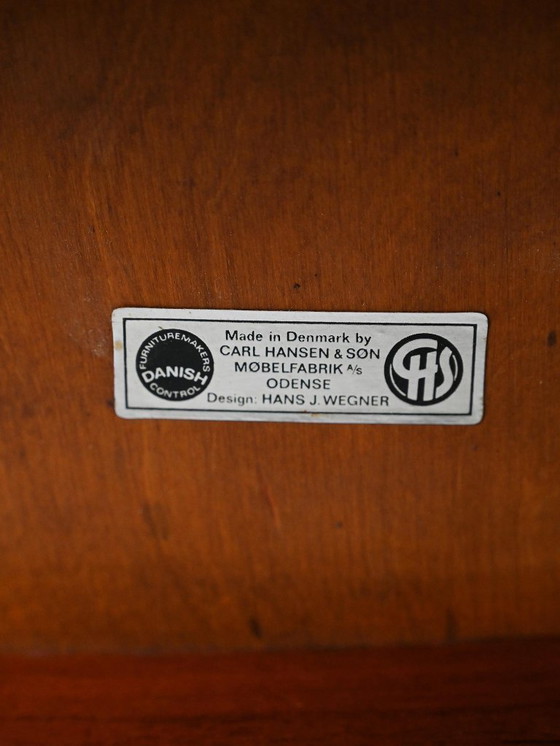 FURNITUREMAKERS
DANISH
CONTROL
Made in Denmark by
CARL HANSEN & SØN
MØBELFABRIK A/s
ODENSE
Design: HANS J. WEGNER
CHS